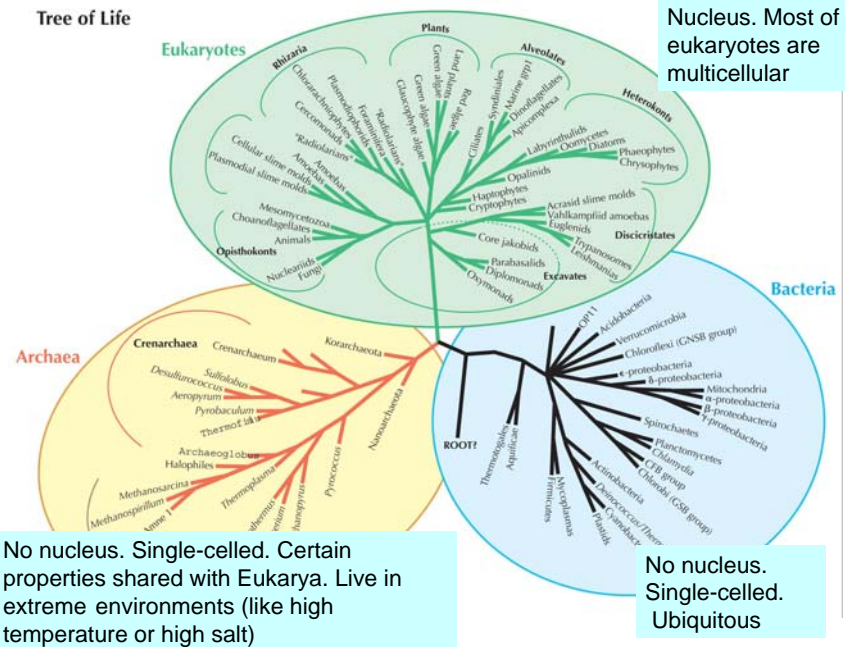 Tree of Life
Nucleus. Most of
eukaryotes are
multicellular
Eukaryotes
Plants
Rhizaria
Alveolates
Heterokonts
Chlorarachniophytes
Plasmodiophorids
Foraminifera
"Radiolarians"
Cercomonads
"Radiolarians"
Glaucophyte algae
Green algae
Green algae
Land plants
Red algae
Ciliates
Syndiniales
"Marine grp1
Dinoflagellates
Apicomplexa
Labyrinthulids
Oomycetes
Diatoms
Phaeophytes
Chrysophytes
Opalinids
Haptophytes
Cryptophytes
Cellular slime molds
Plasmodial slime molds
Amoebas
Amoebas
Acrasid slime molds
Vahlkampfiid amoebas
Euglenids
Trypanosomes
Leishmanias
Discicristates
Mesomycetozoa
Choanoflagellates
Animals
Opisthokonts
Nucleariids
Fungi
Core jakobids
Parabasalids
Diplomonads
Oxymonads
Excavates
Bacteria
OP11
Acidobacteria
Verrucomicrobia
Chloroflexi (GNSB group)
ε-proteobacteria
δ-proteobacteria
Mitochondria
α-proteobacteria
β-proteobacteria
γ-proteobacteria
Spirochaetes
Planctomycetes
Chlamydia
CFB group
Chlorobi (GSB group)
Actinobacteria
Plastids
Mycoplasmas
Firmicutes
Thermotogales
Aquificae
ROOT?
Archaea
Crenarchaea
Crenarchaeum
Korarchaeota
Desulfurococcus
Sulfolobus
Aeropyrum
Pyrobaculum
Nanoarchaeota
Archaeoglobus
Halophiles
Methanosarcina
Methanospirillum
Thermoplasma
Pyrococcus
No nucleus. Single-celled. Certain
properties shared with Eukarya. Live in
extreme environments (like high
temperature or high salt)
No nucleus.
Single-celled.
Ubiquitous